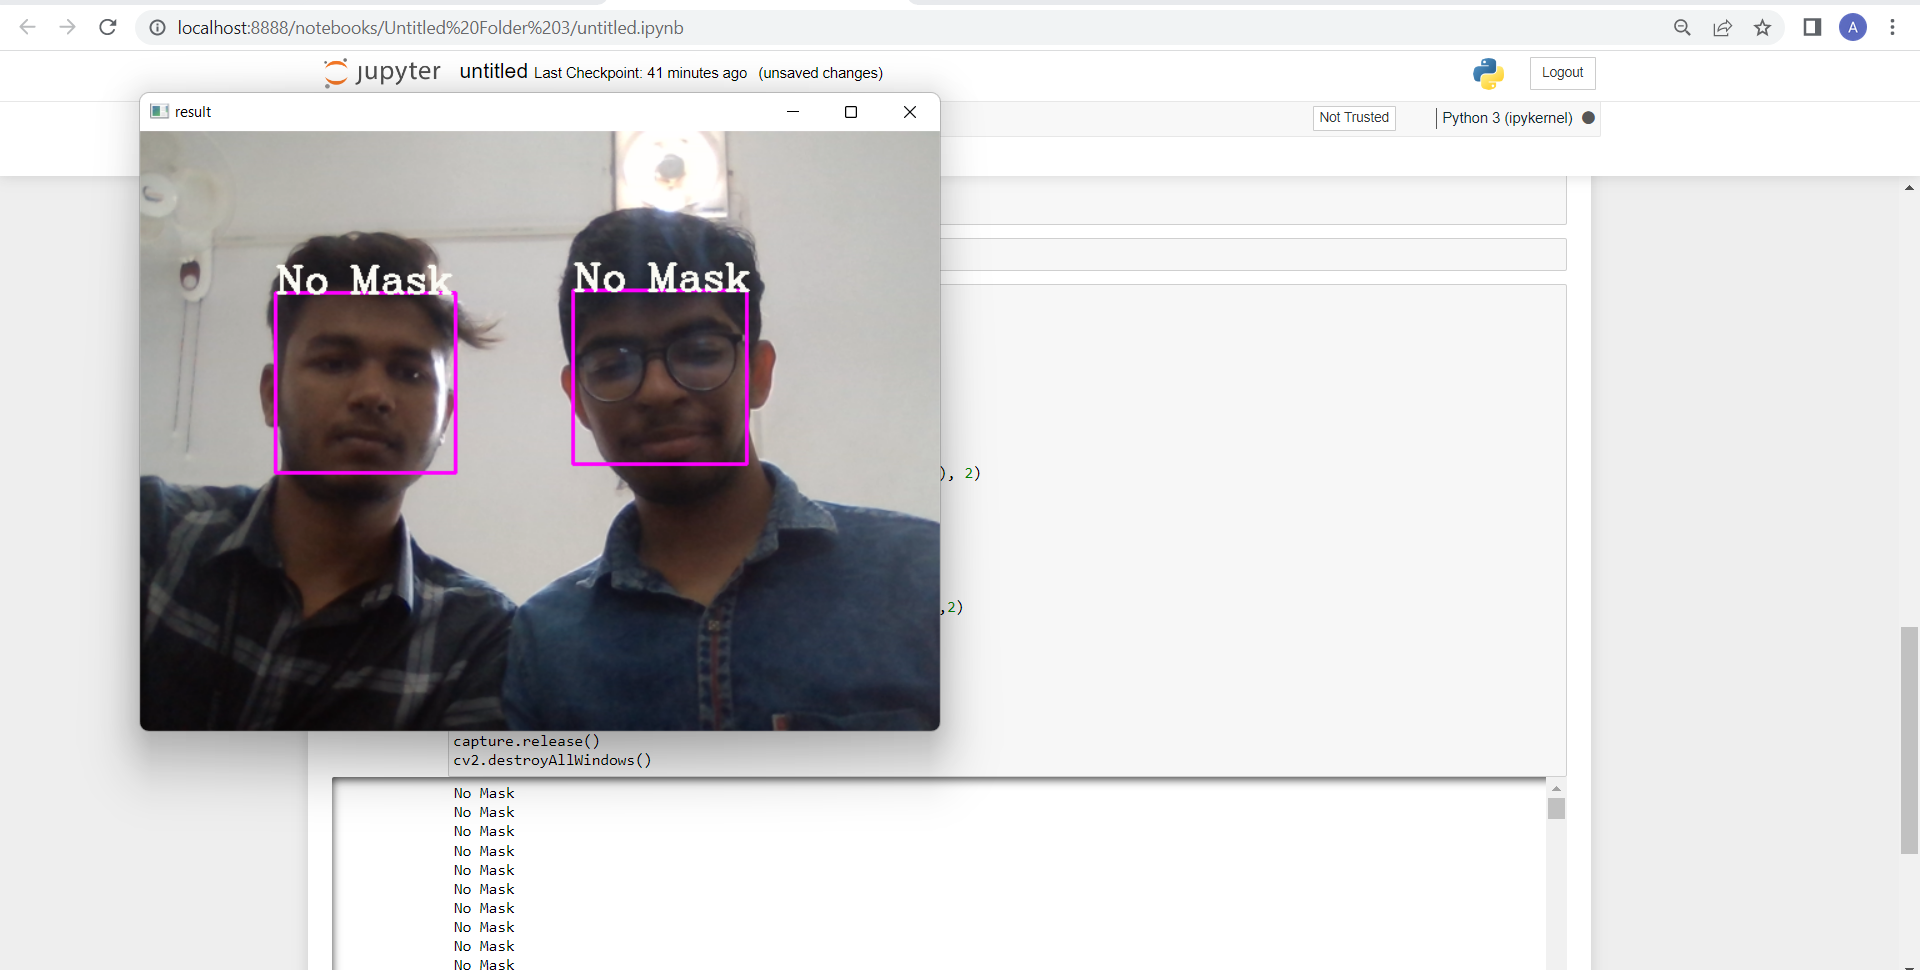 localhost:8888/notebooks/Untitled%20Folder%203/untitled.ipynb
A
jupyter untitled Last Checkpoint: 41 minutes ago (unsaved changes)
Logout
result
Not Trusted
Python 3 (ipykernel)
No Mask
No Mask
), 2)
,2)
capture.release()
cv2.destroyAllWindows()
No Mask
No Mask
No Mask
No Mask
No Mask
No Mask
No Mask
No Mask
No Mask
No Mask